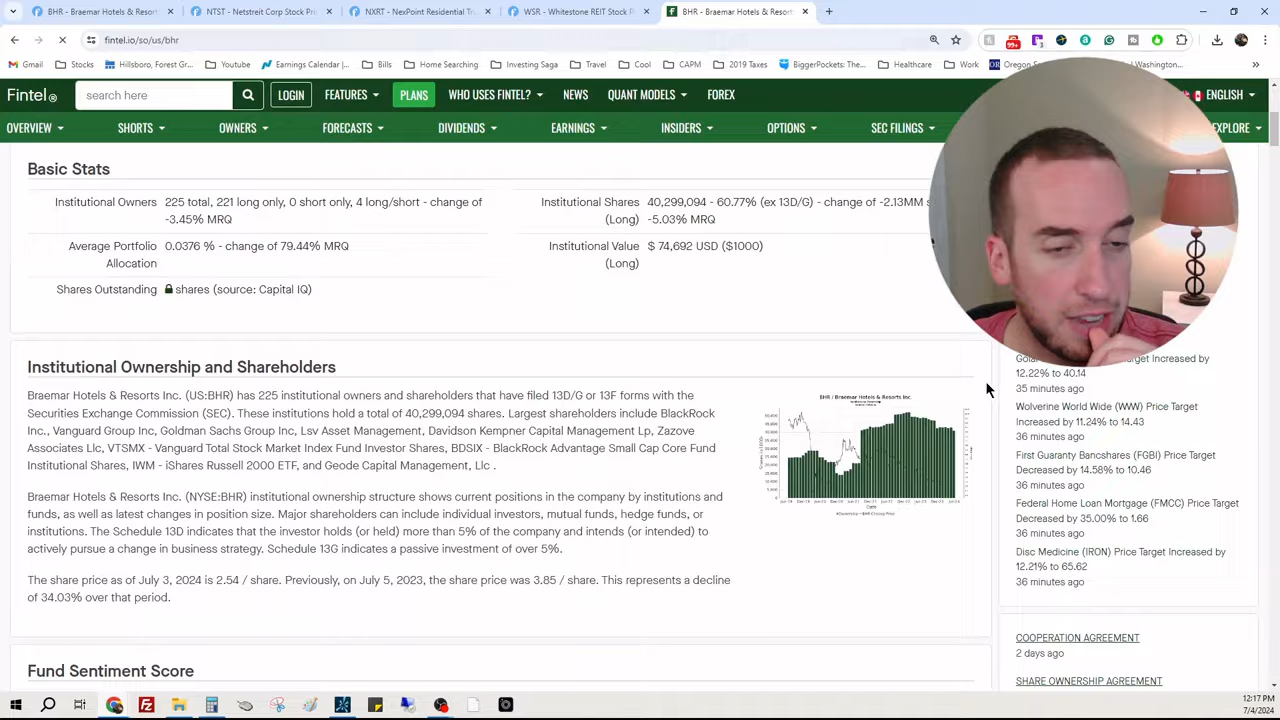 BHR - Braemar Hotels & Resorts
NTST - Netstreit Corp Stock Pri
NXRT - NexPoint Residential Tr
WSR - Whitestone REIT Stock P
BHR - Braemar Hotels & Resorts
fintel.io/so/us/bhr
99+
Gmail
Stocks
Hillsboro, Forest Gr...
Youtube
Earnings Calendar |...
Bills
Home Searching
Investing Saga
Travel
Cool
CAPM
2019 Taxes
BiggerPockets: The...
Healthcare
Work
Oregon
Washington...
Fintel
search here
LOGIN
FEATURES
PLANS
WHO USES FINTEL?
NEWS
QUANT MODELS
FOREX
ENGLISH
OVERVIEW
SHORTS
OWNERS
FORECASTS
DIVIDENDS
EARNINGS
INSIDERS
OPTIONS
SEC FILINGS
EXPLORE
Basic Stats
Institutional Owners
225 total, 221 long only, 0 short only, 4 long/short - change of
-3.45% MRQ
Average Portfolio
Allocation
0.0376 % - change of 79.44% MRQ
Shares Outstanding
shares (source: Capital IQ)
Institutional Shares
(Long)
40,299,094 - 60.77% (ex 13D/G) - change of -2.13MM s
-5.03% MRQ
Institutional Value
(Long)
$ 74,692 USD ($1000)
Institutional Ownership and Shareholders
Braemar Hotels & Resorts Inc. (US:BHR) has 225 institutional owners and shareholders that have filed 13D/G or 13F forms with the
Securities Exchange Commission (SEC). These institutions hold a total of 40,299,094 shares. Largest shareholders include BlackRock
Inc., Vanguard Group Inc, Goldman Sachs Group Inc, Lsv Asset Management, Davidson Kempner Capital Management Lp, Zazove
Associates Llc, VTSMX - Vanguard Total Stock Market Index Fund Investor Shares, BDSIX - BlackRock Advantage Small Cap Core Fund
Institutional Shares, IWM - iShares Russell 2000 ETF, and Geode Capital Management, Llc .
Braemar Hotels & Resorts Inc. (NYSE:BHR) institutional ownership structure shows current positions in the company by institutions and
funds, as well as latest changes in position size. Major shareholders can include individual investors, mutual funds, hedge funds, or
institutions. The Schedule 13D indicates that the investor holds (or held) more than 5% of the company and intends (or intended) to
actively pursue a change in business strategy. Schedule 13G indicates a passive investment of over 5%.
The share price as of July 3, 2024 is 2.54 / share. Previously, on July 5, 2023, the share price was 3.85 / share. This represents a decline
of 34.03% over that period.
BHR / Braemar Hotels & Resorts Inc.
Fund Sentiment Score
get Increased by
12.22% to 40.14
35 minutes ago
Wolverine World Wide (WWW) Price Target
Increased by 11.24% to 14.43
36 minutes ago
First Guaranty Bancshares (FGBI) Price Target
Decreased by 14.58% to 10.46
36 minutes ago
Federal Home Loan Mortgage (FMCC) Price Target
Decreased by 35.00% to 1.66
36 minutes ago
Disc Medicine (IRON) Price Target Increased by
12.21% to 65.62
36 minutes ago
COOPERATION AGREEMENT
2 days ago
SHARE OWNERSHIP AGREEMENT
12:17 PM
7/4/2024